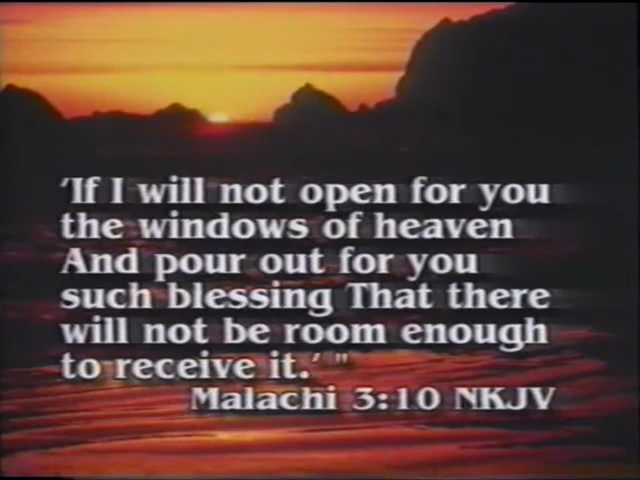 'If I will not open for you
the windows of heaven
And pour out for you
such blessing That there
will not be room enough
to receive it.' "
Malachi 3:10 NKJV